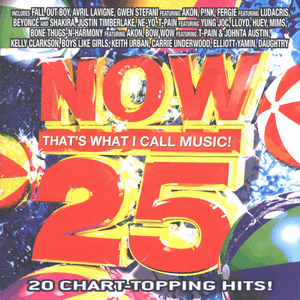 INCLUDES FALL OUT BOY, AVRIL LAVIGNE, GWEN STEFANI FEATURING AKON, PINK, FERGIE FEATURING LUDACRIS,
BEYONCÉ AND SHAKIRA, JUSTIN TIMBERLAKE, NE-YO, T-PAIN FEATURING YUNG JOC, LLOYD, HUEY, MIMS,
BONE THUGS-N-HARMONY FEATURING AKON, BOW WOW FEATURING T-PAIN & JOHNTA AUSTIN,
KELLY CLARKSON, BOYS LIKE GIRLS, KEITH URBAN, CARRIE UNDERWOOD, ELLIOTT YAMIN, DAUGHTRY
NOW
THAT'S WHAT I CALL MUSIC!
25
20 CHART-TOPPING HITS!